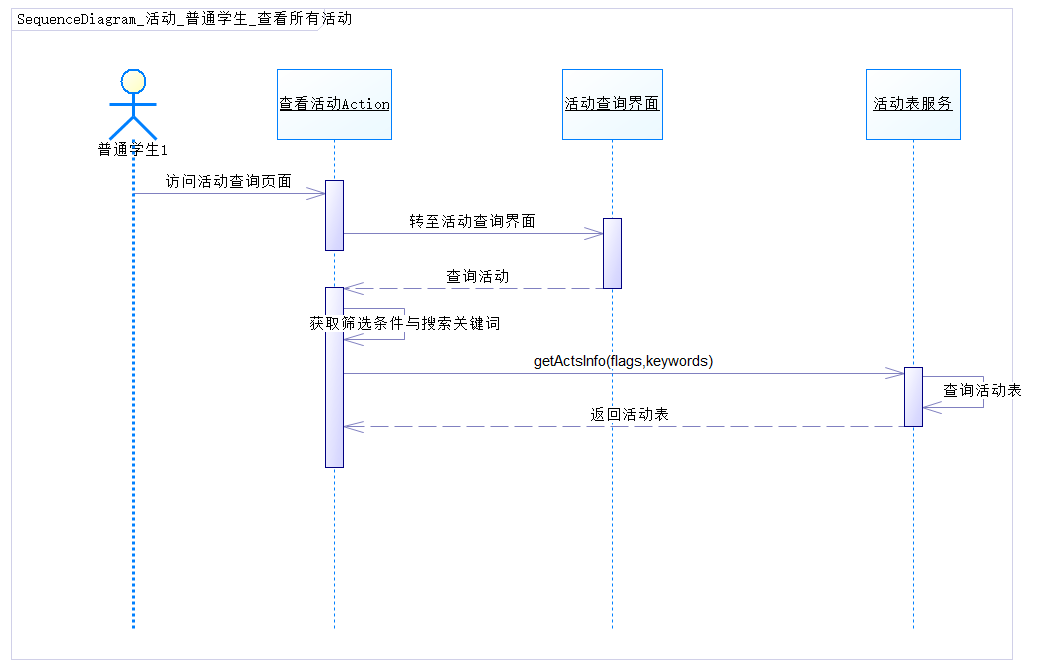 SequenceDiagram_活动_普通学生_查看所有活动
查看活动Action
活动查询界面
活动表服务
普通学生1
访问活动查询页面
转至活动查询界面
查询活动
获取筛选条件与搜索关键词
getActsInfo(flags,keywords)
查询活动表
返回活动表